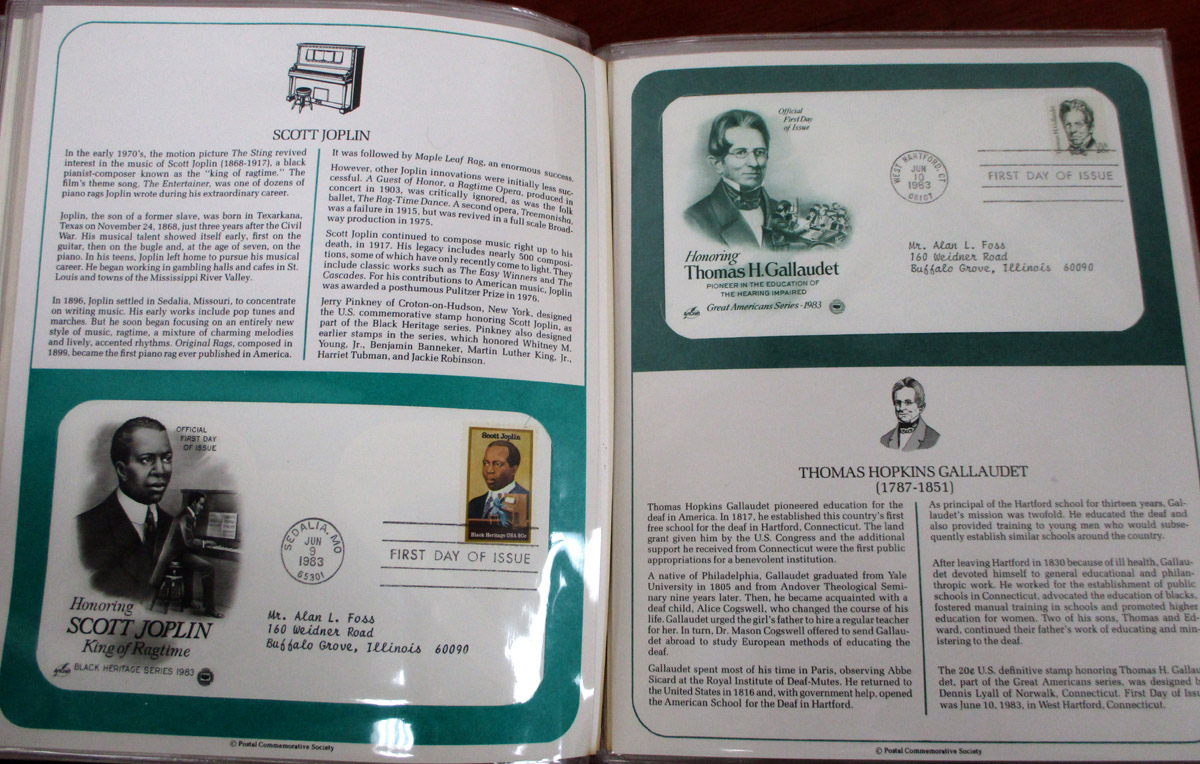 SCOTT JOPLIN
In the early 1970's, the motion picture The Sting revived
interest in the music of Scott Joplin (1868-1917), a black
pianist-composer known as the "king of ragtime." The
film's theme song, The Entertainer, was one of dozens of
piano rags Joplin wrote during his extraordinary career.
Joplin, the son of a former slave, was born in Texarkana,
Texas on November 24, 1868, just three years after the Civil
War. His musical talent showed itself early, first on the
guitar, then on the bugle and, at the age of seven, on the
piano. In his teens, Joplin left home to pursue his musical
career. He began working in gambling halls and cafes in St.
Louis and towns of the Mississippi River Valley.
In 1896, Joplin settled in Sedalia, Missouri, to concentrate
on writing music. His early works include pop tunes and
marches. But he soon began focusing on an entirely new
style of music, ragtime, a mixture of charming melodies
and lively, accented rhythms. Original Rags, composed in
1899, became the first piano rag ever published in America.
It was followed by Maple Leaf Rag, an enormous success.
However, other Joplin innovations were initially less suc-
cessful. A Guest of Honor, a Ragtime Opera, produced in
concert in 1903, was critically ignored, as was the folk
ballet, The Rag-Time Dance. A second opera, Treemonisha,
was a failure in 1915, but was revived in a full scale Broad-
way production in 1975.
Scott Joplin continued to compose music right up to his
death, in 1917. His legacy includes nearly 500 composi-
tions, some of which have only recently come to light. They
include classic works such as The Easy Winners and The
Cascades. For his contributions to American music, Joplin
was awarded a posthumous Pulitzer Prize in 1976.
Jerry Pinkney of Croton-on-Hudson, New York, designed
the U.S. commemorative stamp honoring Scott Joplin, as
part of the Black Heritage series. Pinkney also designed
earlier stamps in the series, which honored Whitney M.
Young, Jr., Benjamin Banneker, Martin Luther King, Jr.,
Harriet Tubman, and Jackie Robinson.
OFFICIAL
FIRST DAY
OF ISSUE
Scott Joplin
Black Heritage USA 20c
SEDALIA, MO
JUN
9
1983
65301
FIRST DAY OF ISSUE
Mr. Alan L. Foss
160 Weidner Road
Buffalo Grove, Illinois 60090
Honoring
SCOTT JOPLIN
King of Ragtime
BLACK HERITAGE SERIES 1983
© Postal Commemorative Society
Official
First Day
of Issue
WEST HARTFORD, CT
JUN
10
1983
06107
FIRST DAY OF ISSUE
Mr. Alan L. Foss
160 Weidner Road
Buffalo Grove, Illinois 60090
Honoring
Thomas H. Gallaudet
PIONEER IN THE EDUCATION OF
THE HEARING IMPAIRED
Great Americans Series · 1983
THOMAS HOPKINS GALLAUDET
(1787-1851)
Thomas Hopkins Gallaudet pioneered education for the
deaf in America. In 1817, he established this country's first
free school for the deaf in Hartford, Connecticut. The land
grant given him by the U.S. Congress and the additional
support he received from Connecticut were the first public
appropriations for a benevolent institution.
A native of Philadelphia, Gallaudet graduated from Yale
University in 1805 and from Andover Theological Semi-
nary nine years later. Then, he became acquainted with a
deaf child, Alice Cogswell, who changed the course of his
life. Gallaudet urged the girl's father to hire a regular teacher
for her. In turn, Dr. Mason Cogswell offered to send Gallau-
det abroad to study European methods of educating the
deaf.
Gallaudet spent most of his time in Paris, observing Abbe
Sicard at the Royal Institute of Deaf-Mutes. He returned to
the United States in 1816 and, with government help, opened
the American School for the Deaf in Hartford.
As principal of the Hartford school for thirteen years, Gal-
laudet's mission was twofold. He educated the deaf and
also provided training to young men who would subse-
quently establish similar schools around the country.
After leaving Hartford in 1830 because of ill health, Gallau-
det devoted himself to general educational and philan-
thropic work. He worked for the establishment of public
schools in Connecticut, advocated the education of blacks,
fostered manual training in schools and promoted higher
education for women. Two of his sons, Thomas and Ed-
ward, continued their father's work of educating and min-
istering to the deaf.
The 20¢ U.S. definitive stamp honoring Thomas H. Gallau
det, part of the Great Americans series, was designed b
Dennis Lyall of Norwalk, Connecticut. First Day of Issu
was June 10, 1983, in West Hartford, Connecticut.
© Postal Commemorative Society